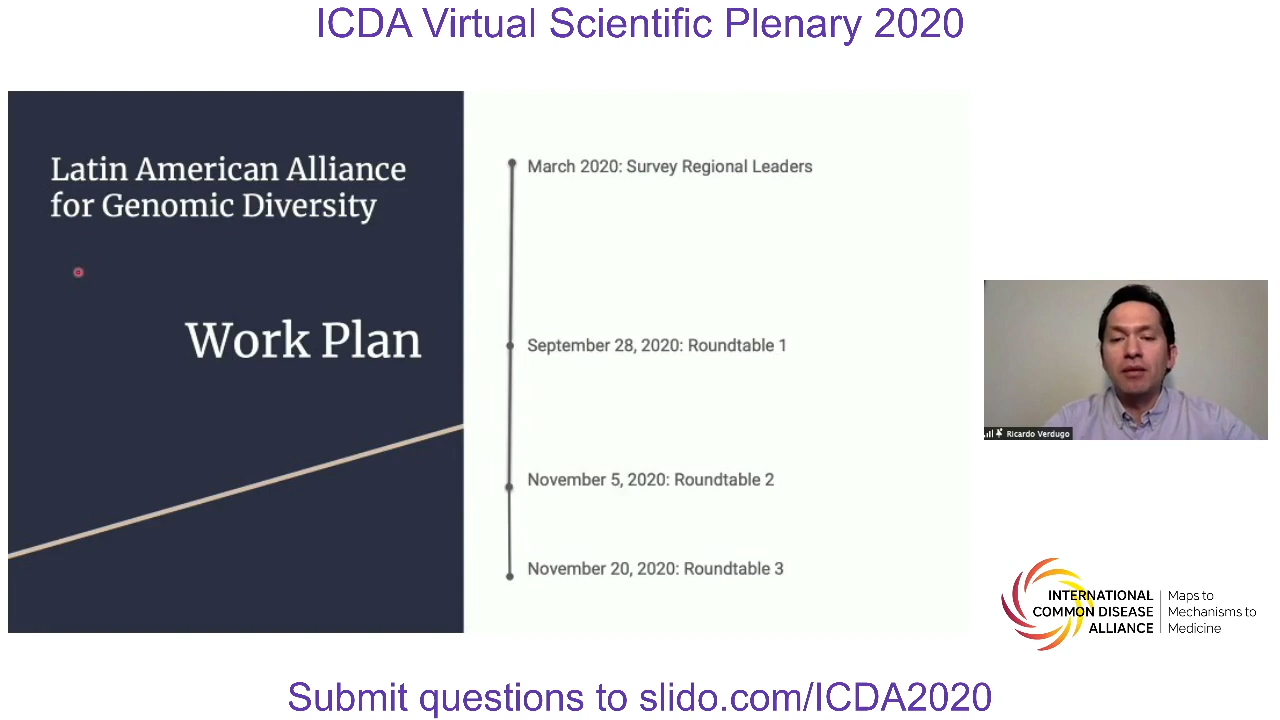 ICDA Virtual Scientific Plenary 2020
Latin American Alliance
for Genomic Diversity
Work Plan
March 2020: Survey Regional Leaders
September 28, 2020: Roundtable 1
November 5, 2020: Roundtable 2
November 20, 2020: Roundtable 3
Ricardo Verdugo
INTERNATIONAL
COMMON DISEASE
ALLIANCE
Maps to
Mechanisms to
Medicine
Submit questions to slido.com/ICDA2020